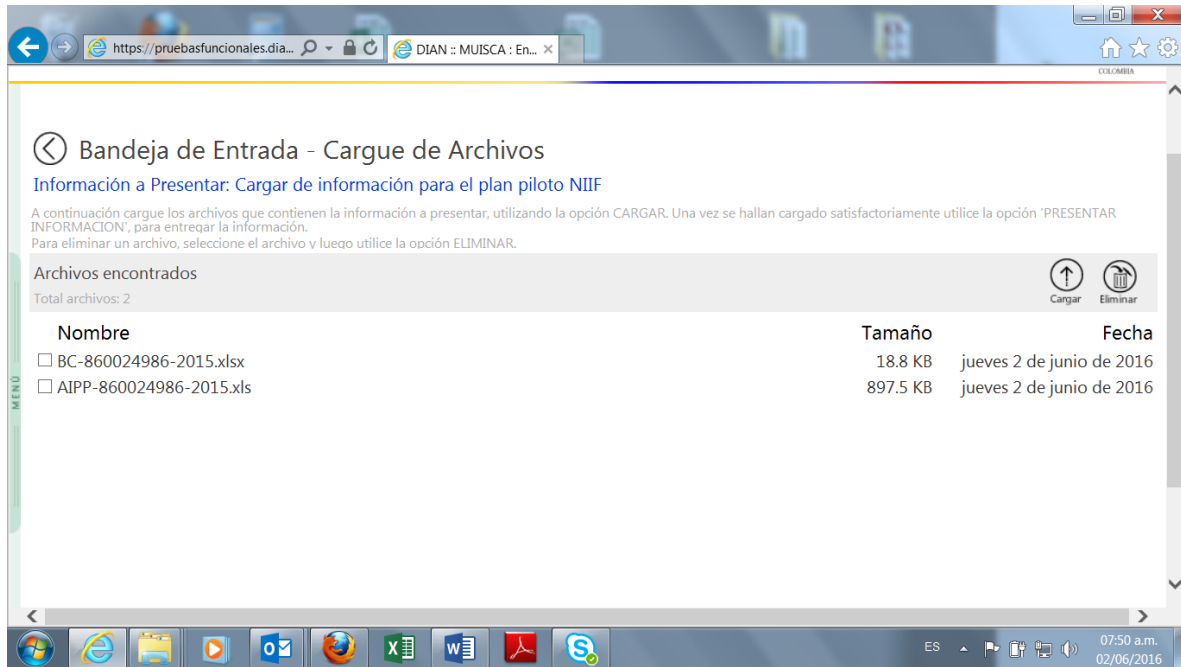 https://pruebasfuncionales.dia...
DIAN :: MUISCA : En...
COLOMBIA
Bandeja de Entrada - Cargue de Archivos
Información a Presentar: Cargar de información para el plan piloto NIIF
A continuación cargue los archivos que contienen la información a presentar, utilizando la opción CARGAR. Una vez se hallan cargado satisfactoriamente utilice la opción 'PRESENTAR
INFORMACION', para entregar la información.
Para eliminar un archivo, seleccione el archivo y luego utilice la opción ELIMINAR.
Archivos encontrados
Total archivos: 2
Cargar Eliminar
Nombre Tamaño Fecha
BC-860024986-2015.xlsx 18.8 KB jueves 2 de junio de 2016
AIPP-860024986-2015.xls 897.5 KB jueves 2 de junio de 2016
MENÚ
ES
07:50 a.m.
02/06/2016